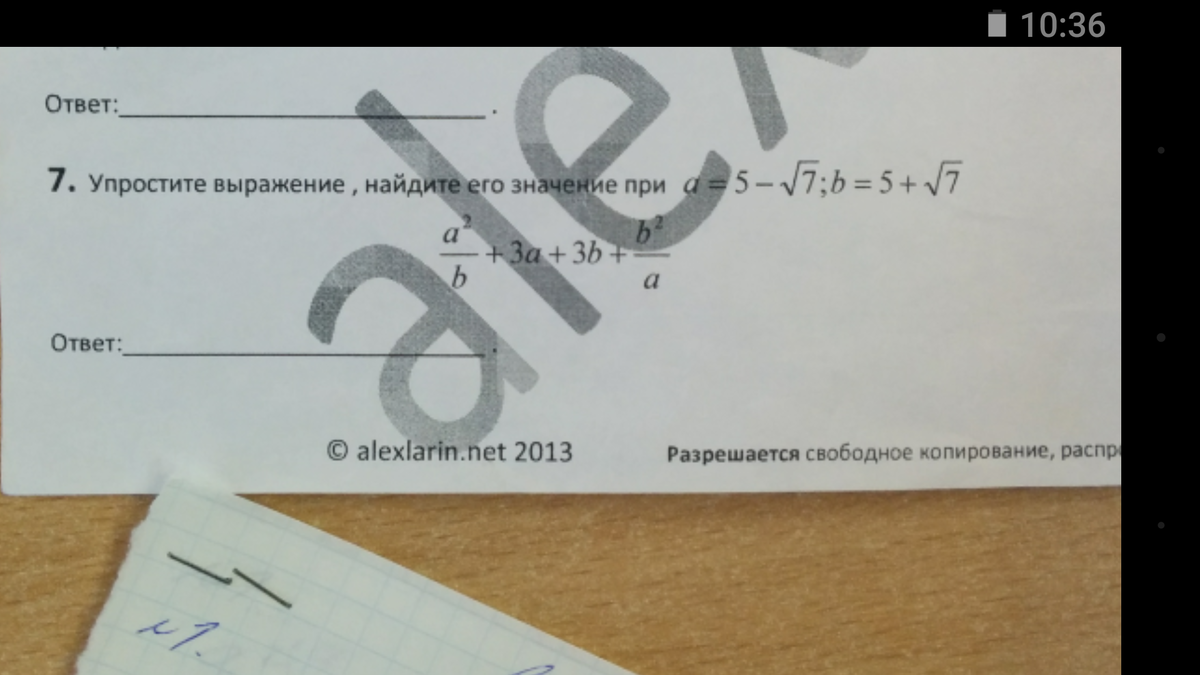 10:36
Ответ: .
7. Упростите выражение , найдите его значение при a = 5 − √7; b = 5 + √7
a²/b + 3a + 3b + b²/a
Ответ: .
alex
© alexlarin.net 2013 Разрешается свободное копирование, распр